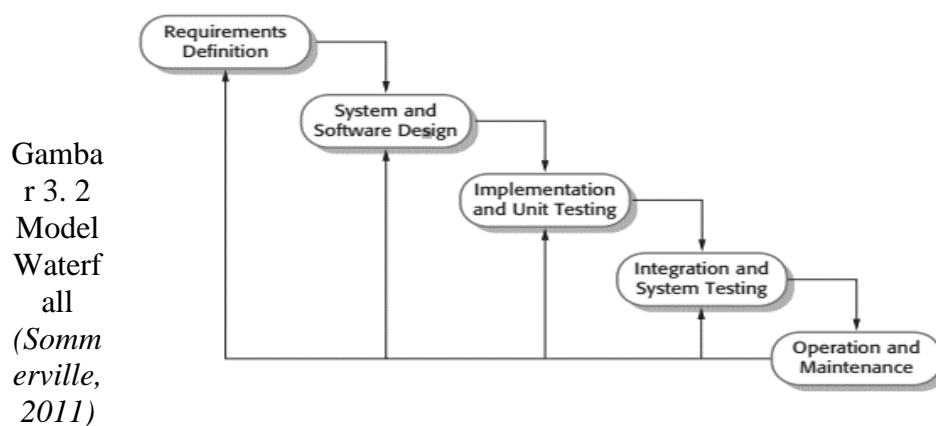 Requirements
Definition
System and
Software Design
Implementation
and Unit Testing
Integration and
System Testing
Operation and
Maintenance
Gamba
r 3. 2
Model
Waterf
all
(Somm
erville,
2011)